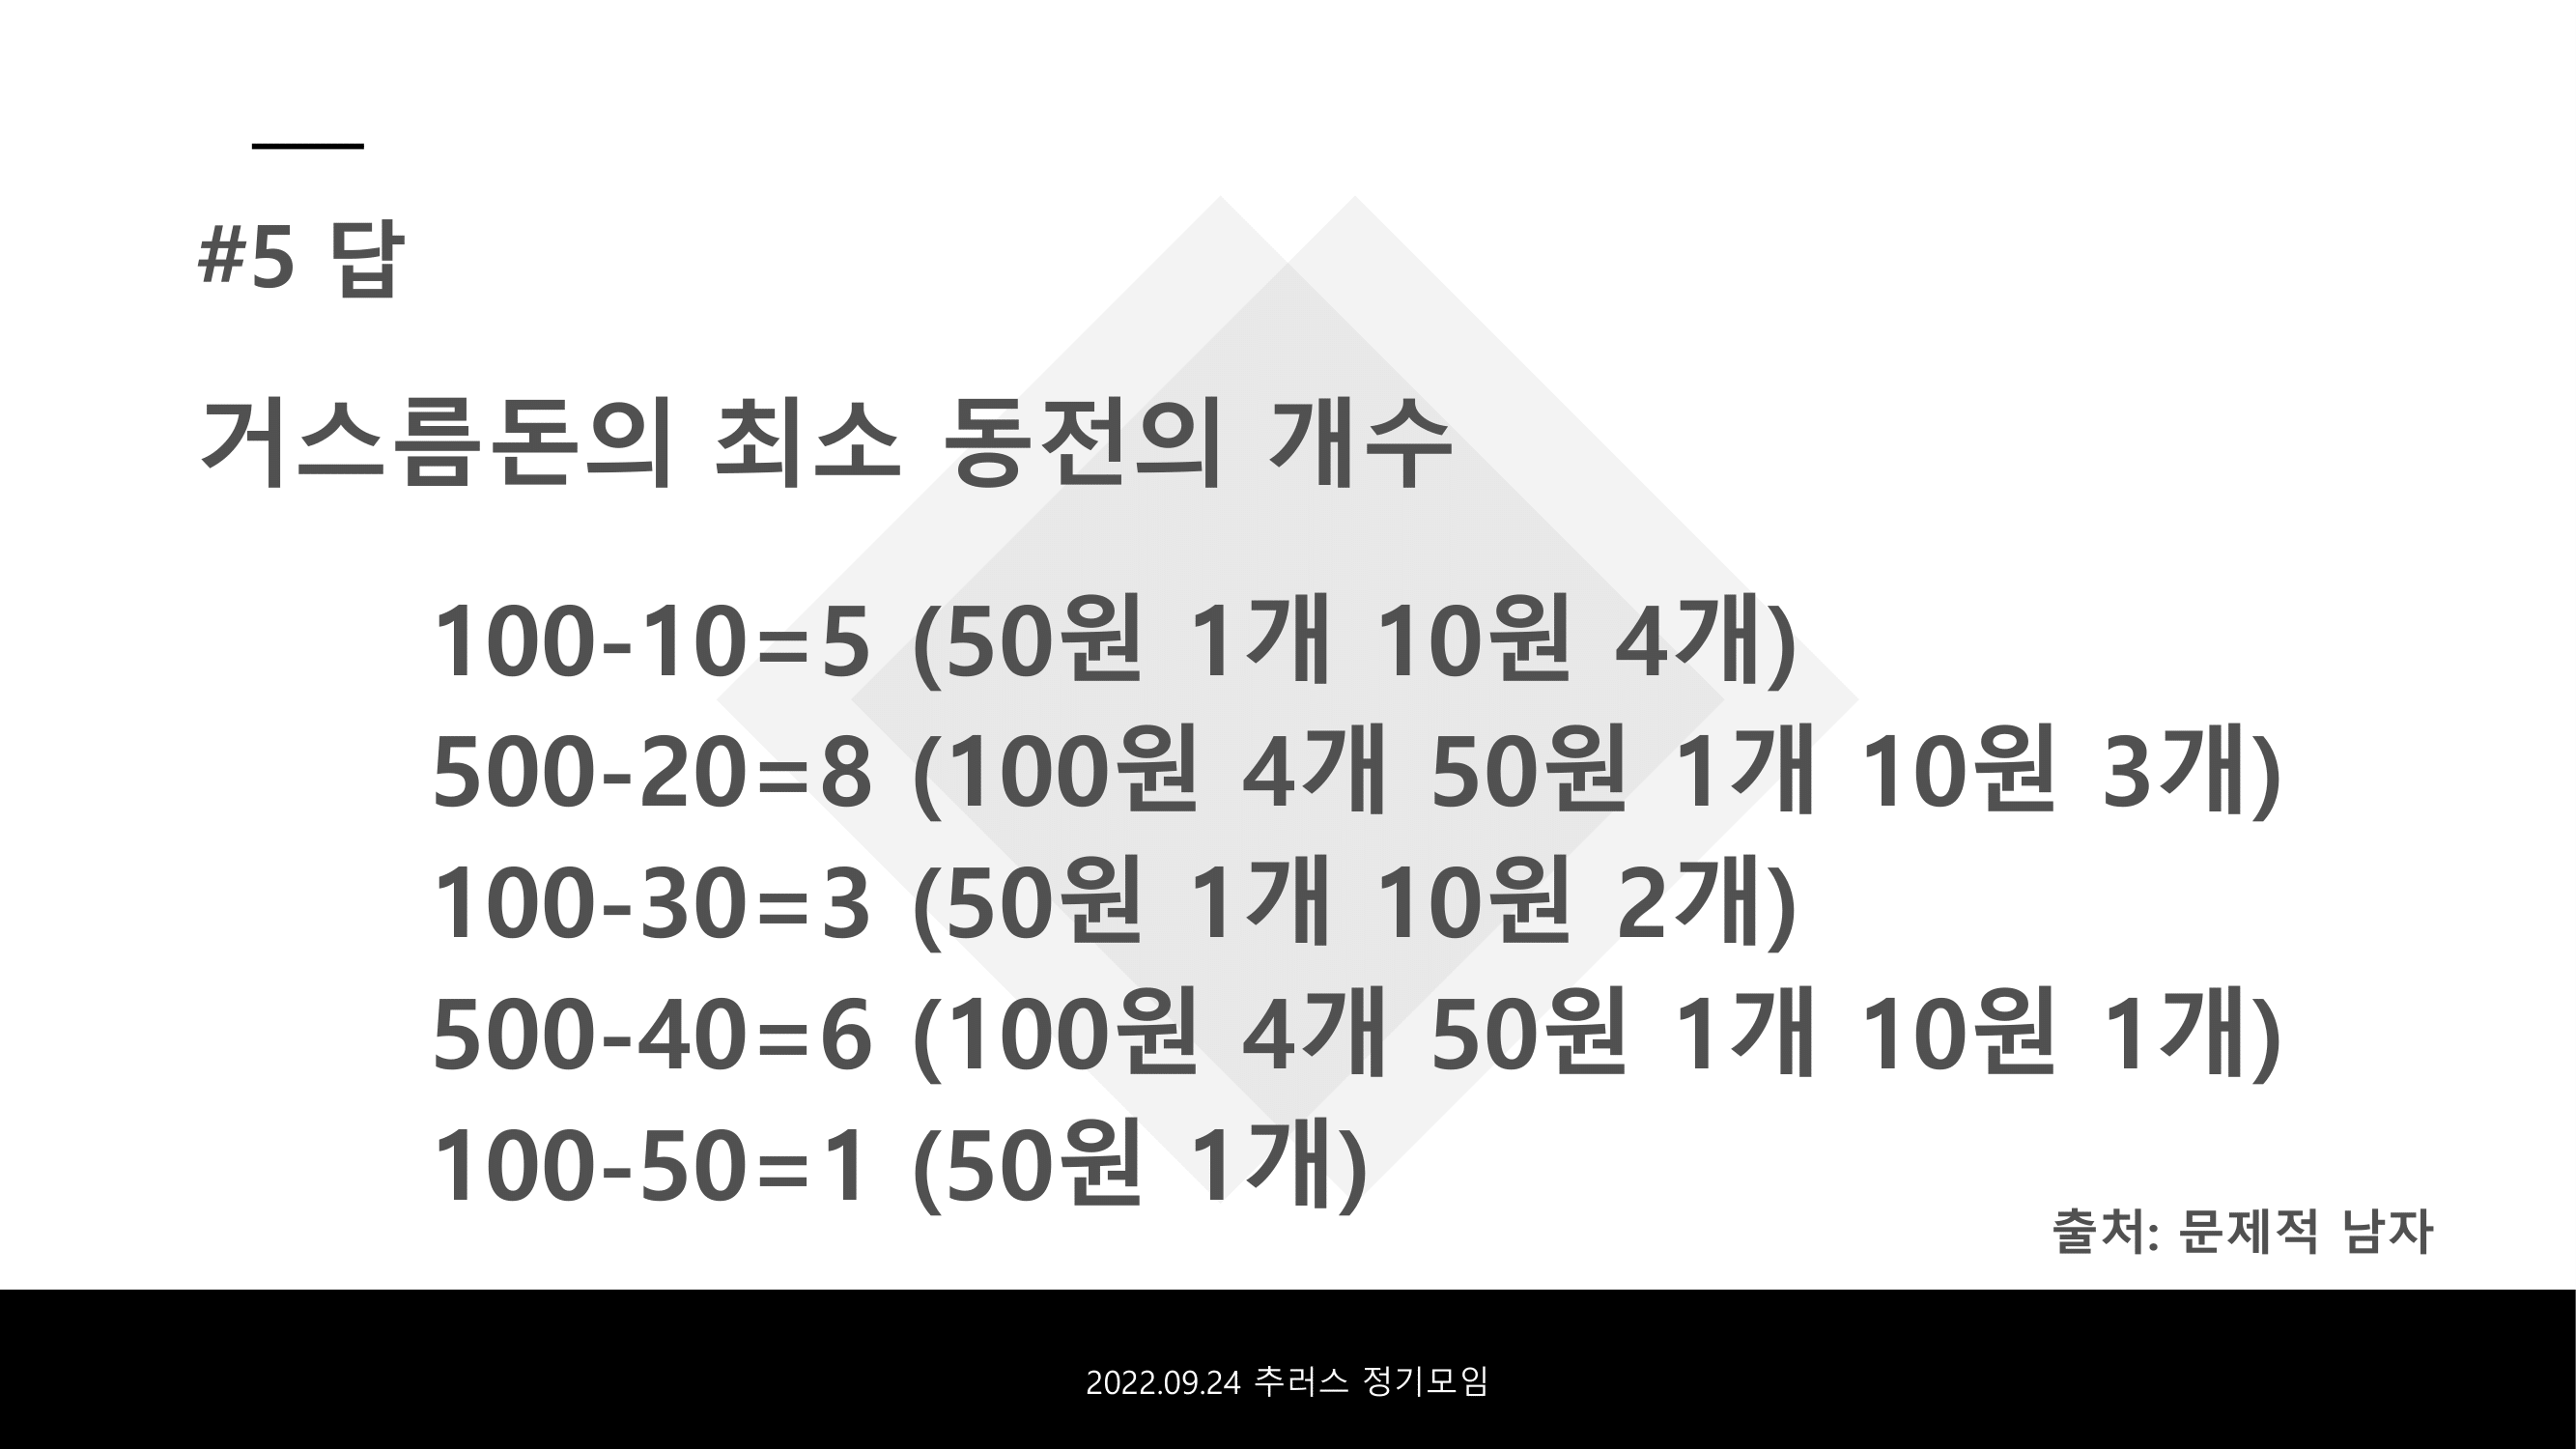 #5 답
거스름돈의 최소 동전의 개수
100-10=5 (50원 1개 10원 4개)
500-20=8 (100원 4개 50원 1개 10원 3개)
100-30=3 (50원 1개 10원 2개)
500-40=6 (100원 4개 50원 1개 10원 1개)
100-50=1 (50원 1개)
출처: 문제적 남자
2022.09.24 추러스 정기모임